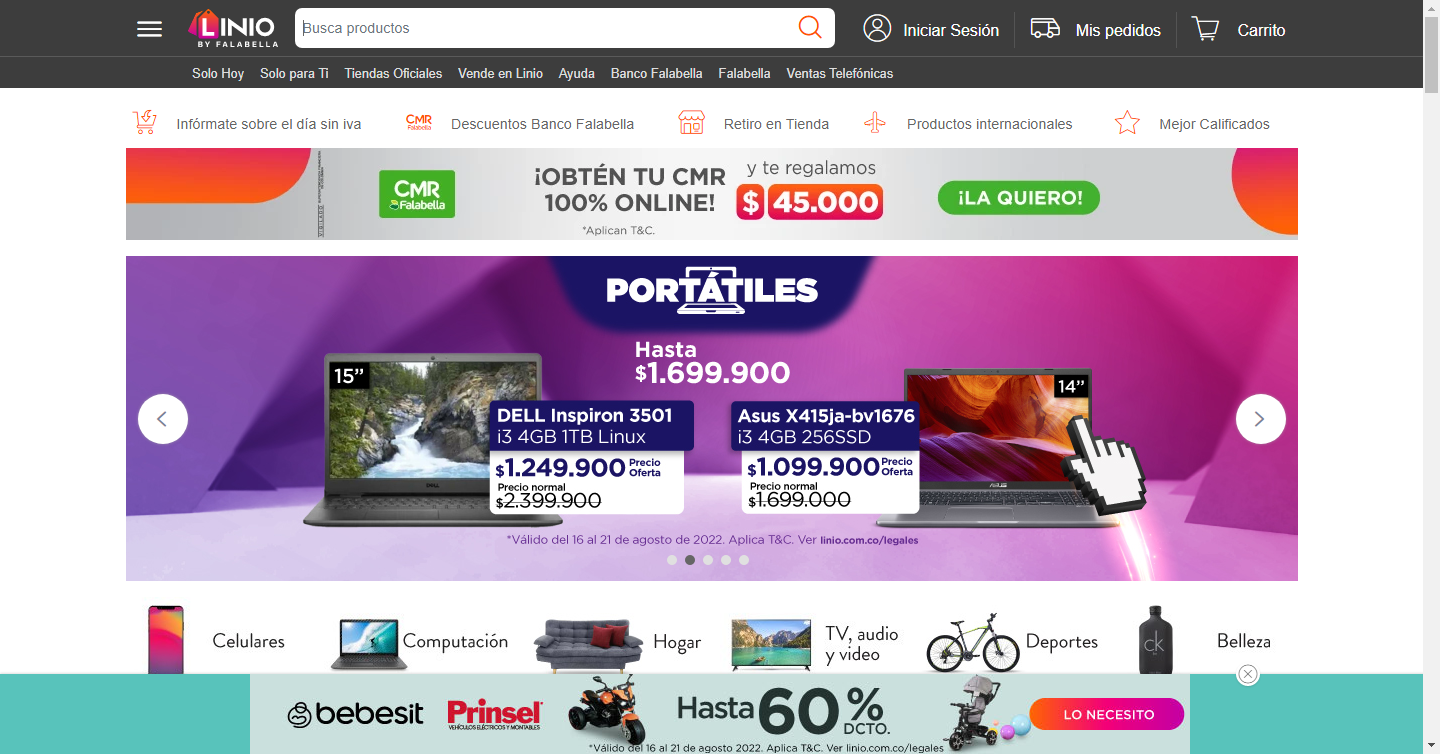 LINIO
BY FALABELLA
Busca productos
Iniciar Sesión
Mis pedidos
Carrito
Solo Hoy
Solo para Ti
Tiendas Oficiales
Vende en Linio
Ayuda
Banco Falabella
Falabella
Ventas Telefónicas
CMR
Falabella
Infórmate sobre el día sin iva
Descuentos Banco Falabella
Retiro en Tienda
Productos internacionales
Mejor Calificados
CMR
Falabella
¡OBTÉN TU CMR
100% ONLINE!
*Aplican T&C.
y te regalamos
$ 45.000
¡LA QUIERO!
PORTÁTILES
Hasta
$1.699.900
15”
DELL
DELL Inspiron 3501
i3 4GB 1TB Linux
$1.249.900 Precio Oferta
Precio normal
$2.399.900
14”
ASUS
Asus X415ja-bv1676
i3 4GB 256SSD
$1.099.900 Precio Oferta
Precio normal
$1.699.000
*Válido del 16 al 21 de agosto de 2022. Aplica T&C. Ver linio.com.co/legales
Celulares
Computación
Hogar
TV, audio
y video
Deportes
ck
Belleza
bebesit
Prinsel
VEHÍCULOS ELÉCTRICOS Y MONTABLES
Hasta 60% DCTO.
LO NECESITO
*Válido del 16 al 21 de agosto 2022. Aplica T&C. Ver linio.com.co/legales